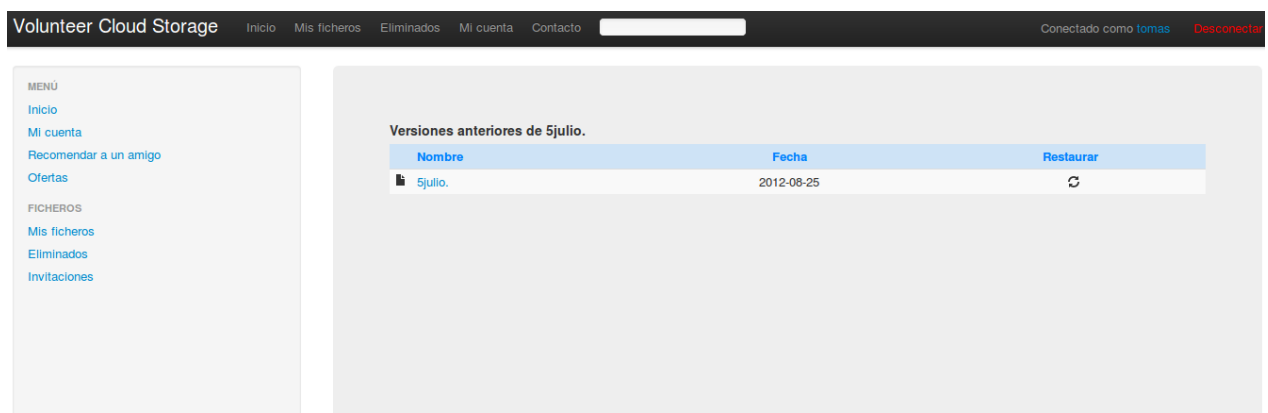 Volunteer Cloud Storage Inicio Mis ficheros Eliminados Mi cuenta Contacto Conectado como tomas Desconectar
MENÚ
Inicio
Mi cuenta
Recomendar a un amigo
Ofertas
FICHEROS
Mis ficheros
Eliminados
Invitaciones
Versiones anteriores de 5julio.
Nombre Fecha Restaurar
5julio. 2012-08-25